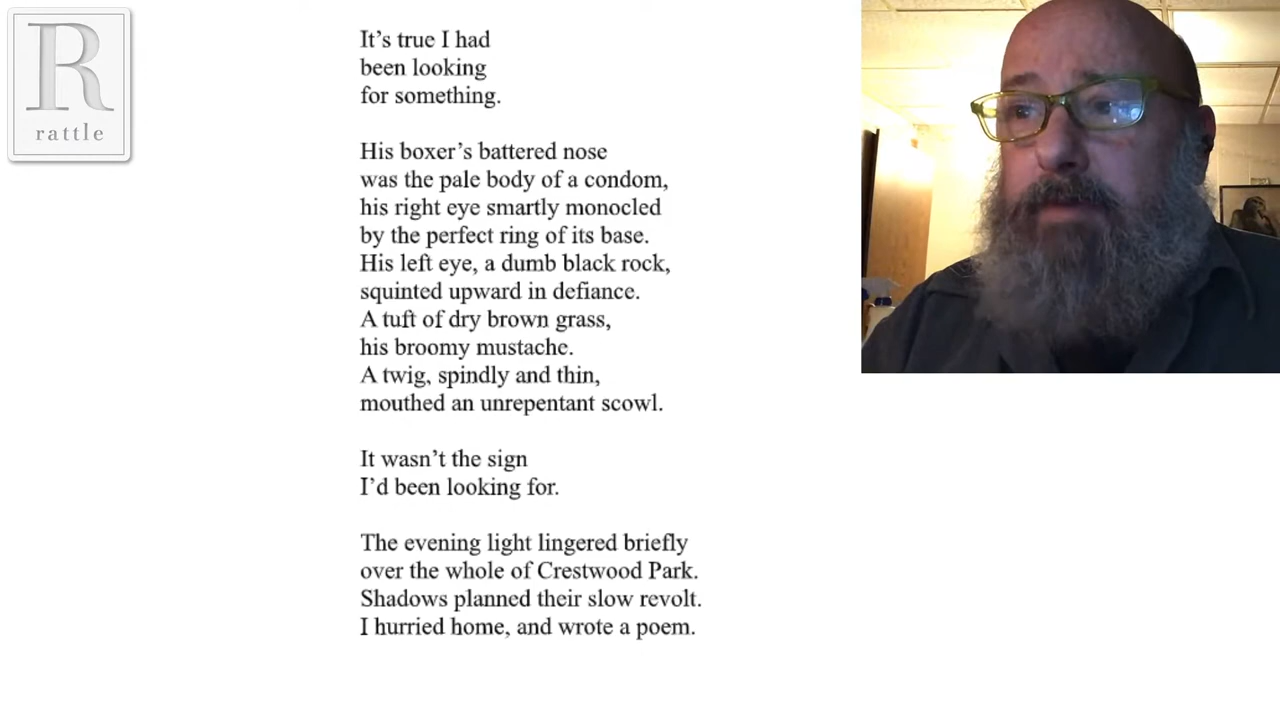 R
rattle
It's true I had
been looking
for something.
His boxer's battered nose
was the pale body of a condom,
his right eye smartly monocled
by the perfect ring of its base.
His left eye, a dumb black rock,
squinted upward in defiance.
A tuft of dry brown grass,
his broomy mustache.
A twig, spindly and thin,
mouthed an unrepentant scowl.
It wasn't the sign
I'd been looking for.
The evening light lingered briefly
over the whole of Crestwood Park.
Shadows planned their slow revolt.
I hurried home, and wrote a poem.